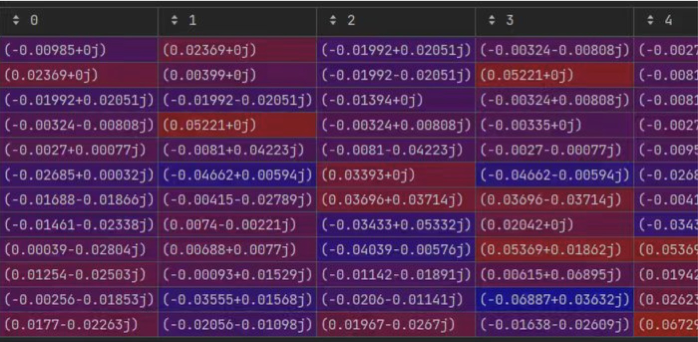 0 1 2 3 4
(-0.00985+0j) (0.02369+0j) (-0.01992+0.02051j) (-0.00324-0.00808j) (-0.0027
(0.02369+0j) (0.00399+0j) (-0.01992-0.02051j) (0.05221+0j) (-0.0081
(-0.01992+0.02051j) (-0.01992-0.02051j) (-0.01394+0j) (-0.00324+0.00808j) (-0.0081
(-0.00324-0.00808j) (0.05221+0j) (-0.00324+0.00808j) (-0.00335+0j) (-0.0027
(-0.0027+0.00077j) (-0.0081+0.04223j) (-0.0081-0.04223j) (-0.0027-0.00077j) (-0.0095
(-0.02685+0.00032j) (-0.04662+0.00594j) (0.03393+0j) (-0.04662-0.00594j) (-0.0268
(-0.01688-0.01866j) (-0.00415-0.02789j) (0.03696+0.03714j) (0.03696-0.03714j) (-0.0041
(-0.01461-0.02338j) (0.0074-0.00221j) (-0.03433+0.05332j) (0.02042+0j) (-0.0343
(0.00039-0.02804j) (0.00688+0.0077j) (-0.04039-0.00576j) (0.05369+0.01862j) (0.05369
(0.01254-0.02503j) (-0.00093+0.01529j) (-0.01142-0.01891j) (0.00615+0.06895j) (0.01942
(-0.00256-0.01853j) (-0.03555+0.01568j) (-0.0206-0.01141j) (-0.06887+0.03632j) (0.02623
(0.0177-0.02263j) (-0.02056-0.01098j) (0.01967-0.0267j) (-0.01638-0.02609j) (0.06729